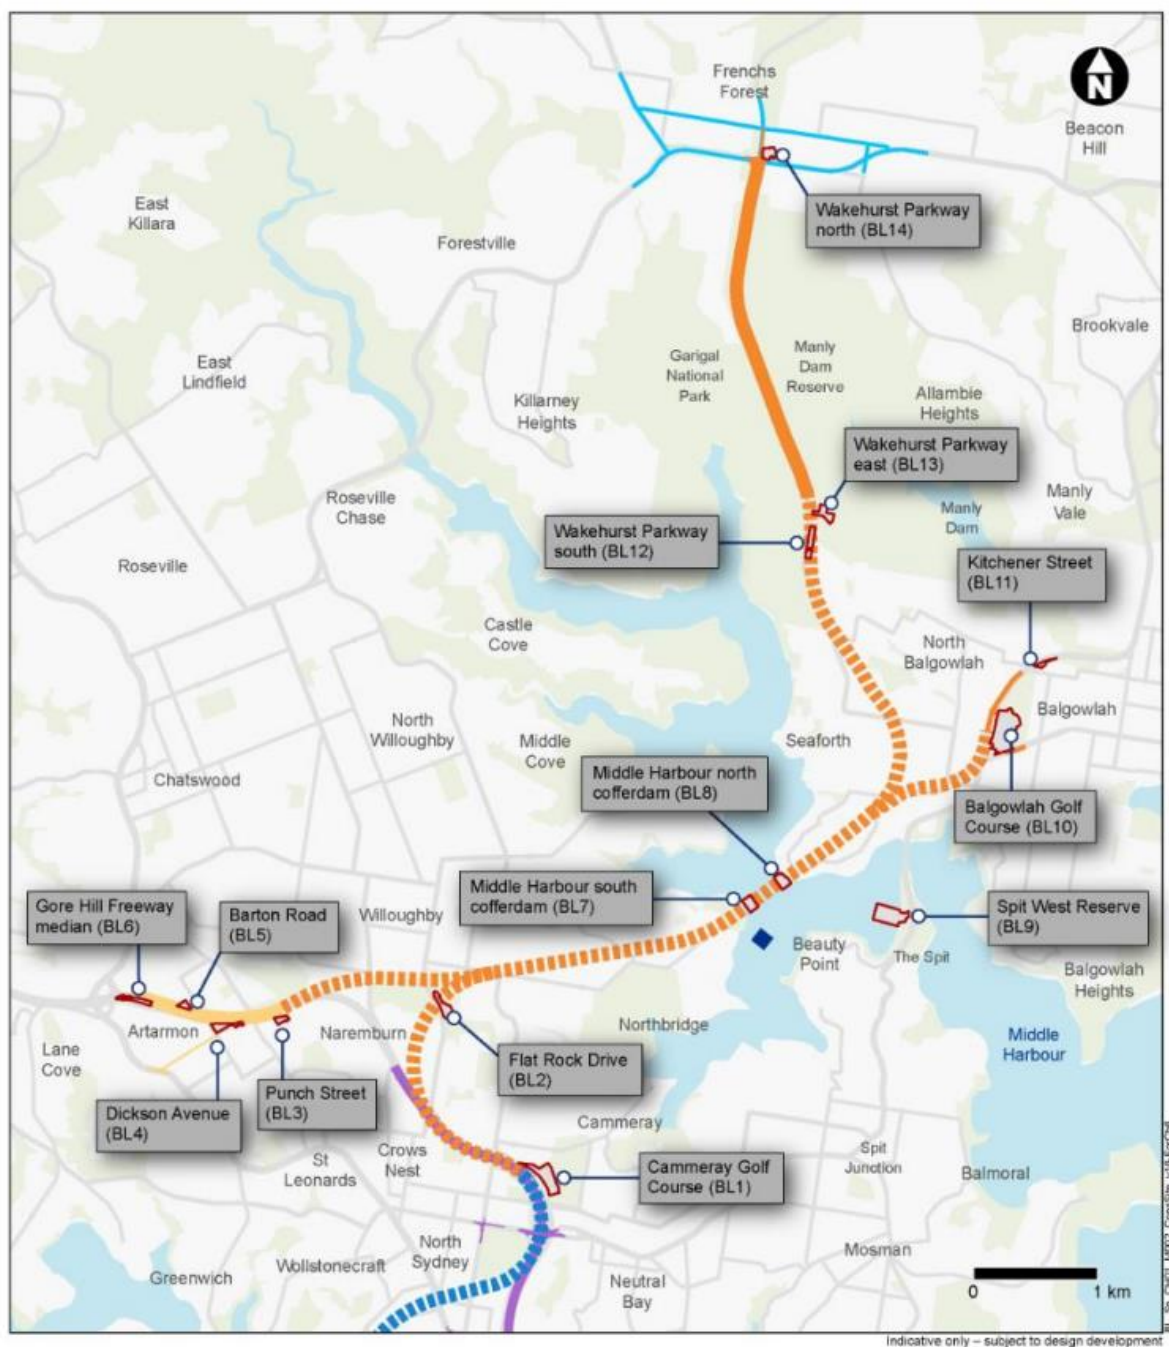 Frenchs
Forest
N
Beacon
Hill
East
Killara
Wakehurst Parkway
north (BL14)
Forestville
Brookvale
East
Lindfield
Garigal
National
Park
Manly
Dam
Reserve
Killarney
Heights
Allambie
Heights
Wakehurst Parkway
east (BL13)
Roseville
Chase
Manly
Vale
Manly
Dam
Wakehurst Parkway
south (BL12)
Kitchener Street
(BL11)
Roseville
Castle
Cove
North
Balgowlah
Balgowlah
North
Willoughby
Middle
Cove
Seaforth
Chatswood
Middle Harbour north
cofferdam (BL8)
Balgowlah Golf
Course (BL10)
Middle Harbour south
cofferdam (BL7)
Gore Hill Freeway
median (BL6)
Barton Road
(BL5)
Willoughby
Spit West Reserve
(BL9)
Beauty
Point
The Spit
Balgowlah
Heights
Artarmon
Naremburn
Northbridge
Middle
Harbour
Lane
Cove
Flat Rock Drive
(BL2)
Punch Street
(BL3)
Dickson Avenue
(BL4)
Cammeray
Crows
Nest
St
Leonards
Spit
Junction
Balmoral
Cammeray Golf
Course (BL1)
North
Sydney
Mosman
Wollstonecraft
Greenwich
Neutral
Bay
0 1 km
Indicative only – subject to design development